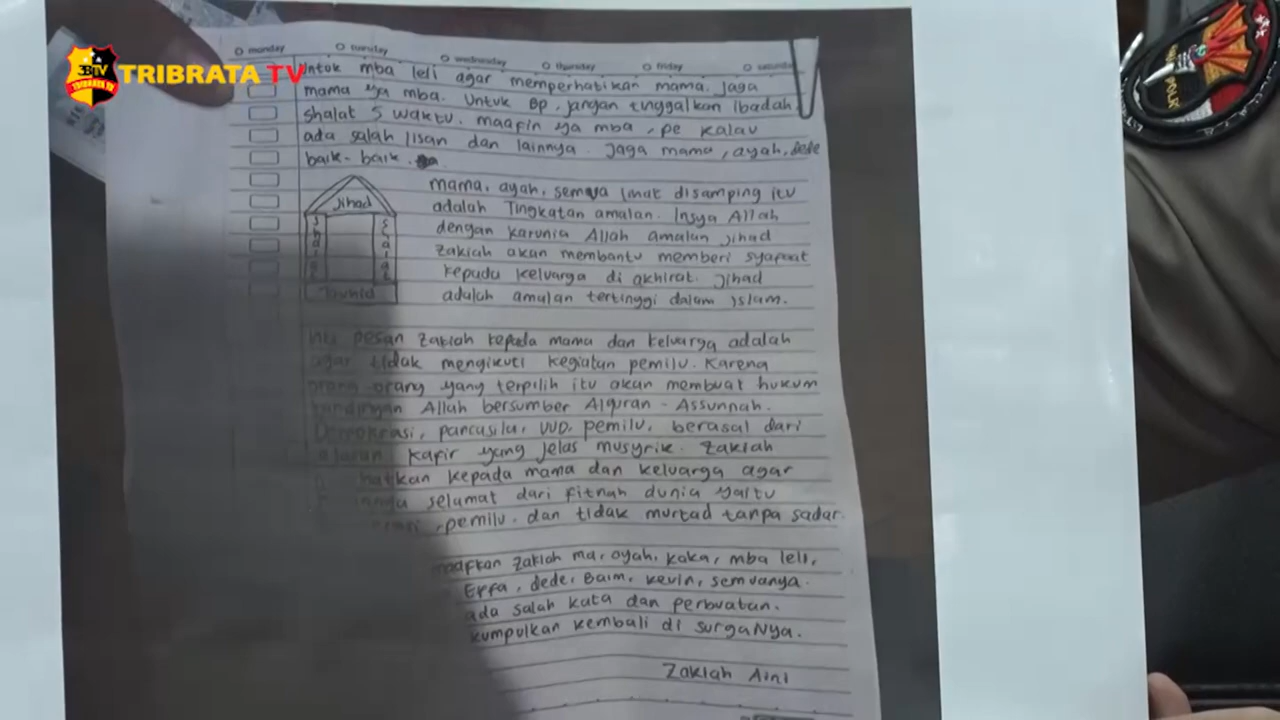 TRIBRATA TV
3BTV
TRIBRATA TV
monday tuesday wednesday thursday friday
Untuk mba leli agar memperhatikan mama. Jaga
mama ya mba. Untuk Bp, jangan tinggalkan ibadah
shalat 5 waktu. maafin ya mba, pe kalau
ada salah lisan dan lainnya. Jaga mama, ayah, dede
baik-baik.
mama, ayah, semua lihat disamping itu
Jihad
adalah Tingkatan amalan. Insya Allah
dengan karunia Allah amalan jihad
Zakiah akan membantu memberi syafaat
kepada keluarga di akhirat. Jihad
Tauhid
adalah amalan tertinggi dalam islam.
pesan Zakiah kepada mama dan keluarga adalah
agar tidak mengikuti kegiatan pemilu. Karena
orang-orang yang terpilih itu akan membuat hukum
tandingan Allah bersumber Alquran - Assunnah.
Demokrasi, pancasila, UUD, pemilu, berasal dari
ajaran kafir yang jelas musyrik. Zakiah
kepada mama dan keluarga agar
selamat dari fitnah dunia yaitu
, pemilu. dan tidak murtad tanpa sadar.
Zakiah ma, ayah, kaka, mba leli,
Erfa, dede, Baim, kevin, semuanya.
ada salah kata dan perbuatan.
kumpulkan kembali di surgaNya.
Zakiah Aini